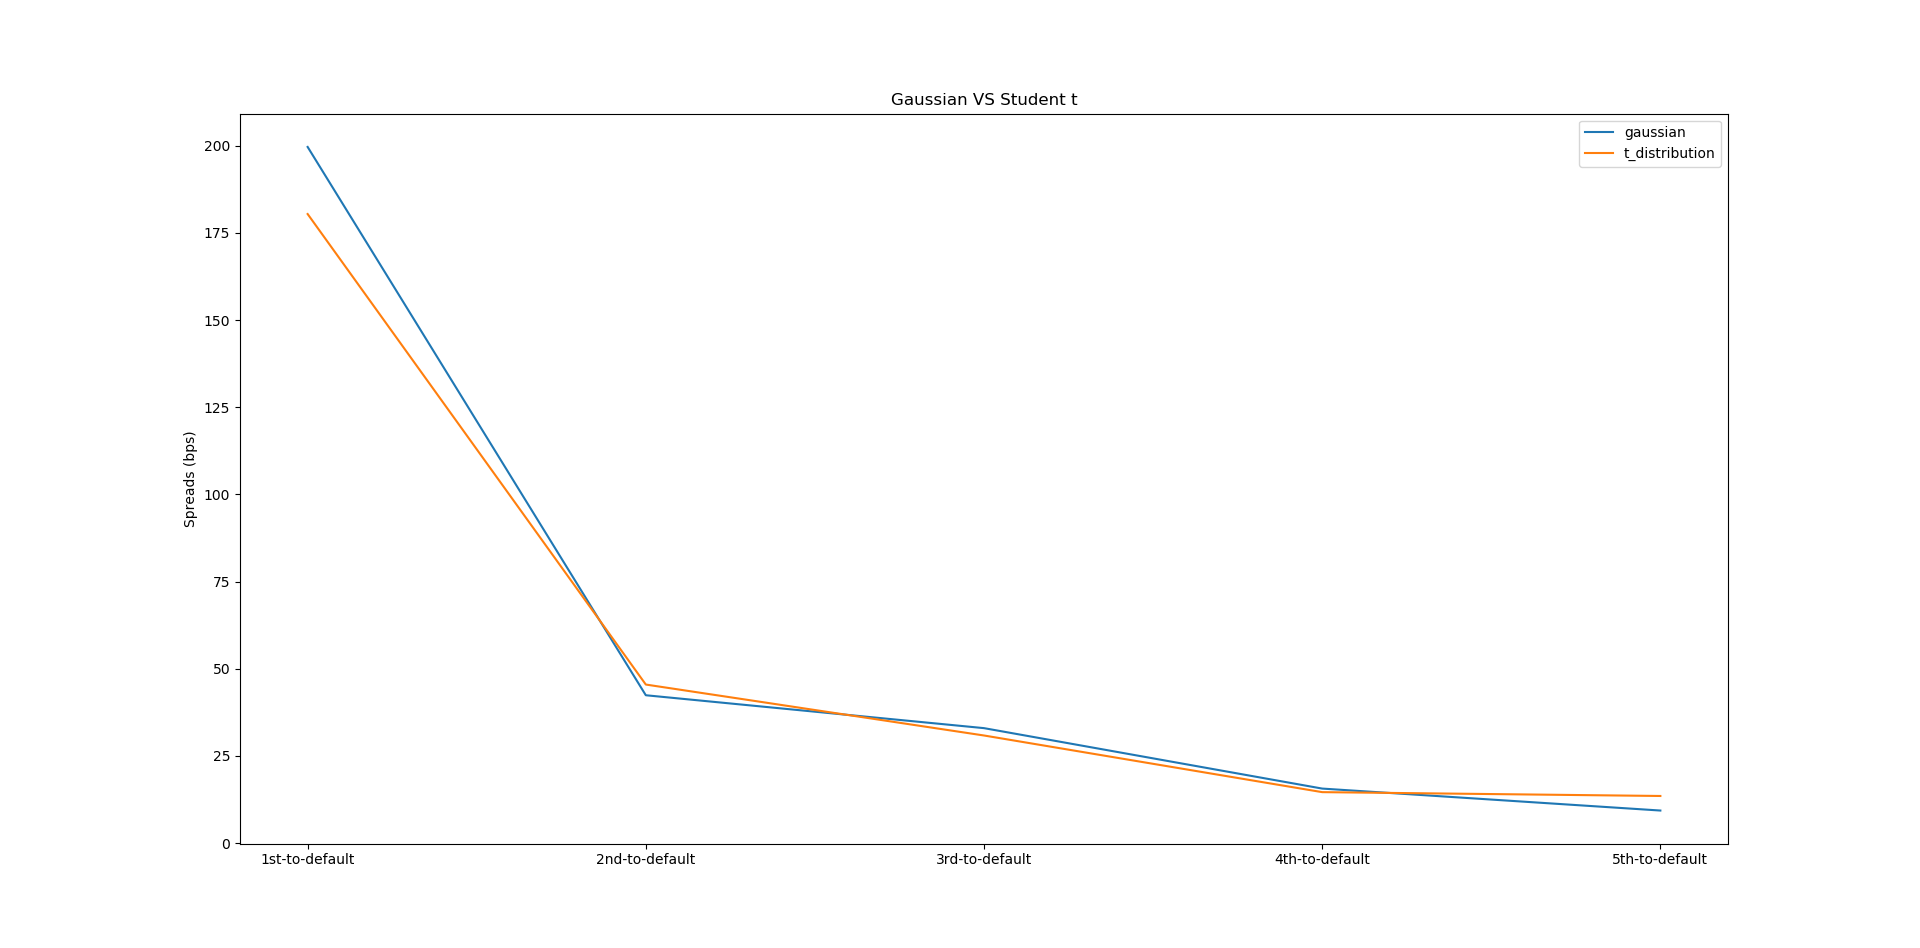 Gaussian VS Student t
gaussian
t_distribution
200
175
150
125
100
75
50
25
0
Spreads (bps)
1st-to-default 2nd-to-default 3rd-to-default 4th-to-default 5th-to-default